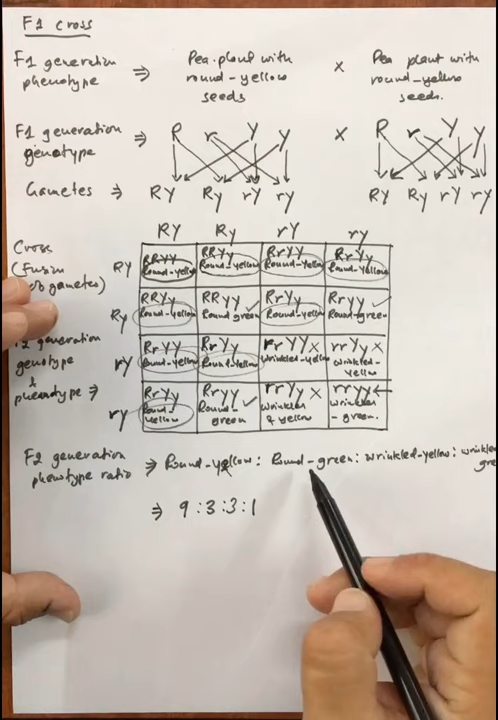 F1 cross
F1 generation Pea plant with × Pea plant with
phenotype ⇒ round-yellow round-yellow
seeds seeds.
F1 generation ⇒ R r Y y × R r Y y
genotype
Gametes ⇒ RY Ry rY ry RY Ry rY ry
RY Ry rY ry
Cross
(fusion RY RRYY RRYy RrYY RrYy
of gametes) Round-yellow Round-yellow Round-yellow Round-yellow
Ry RRYy RRyy RrYy Rryy
Round-yellow Round green Round-yellow Round-green
F2 generation
genotype rY RrYY RrYy rrYY × rrYy ×
& Round-yellow Round-yellow wrinkled-yellow wrinkled-yellow
phenotype ⇒ ry RrYy Rryy rrYy × rryy
Round-yellow Round-green wrinkled & yellow wrinkled-green.
F2 generation ⇒ Round-yellow : Round-green : wrinkled-yellow : wrinkled
phenotype ratio gre
⇒ 9 : 3 : 3 : 1